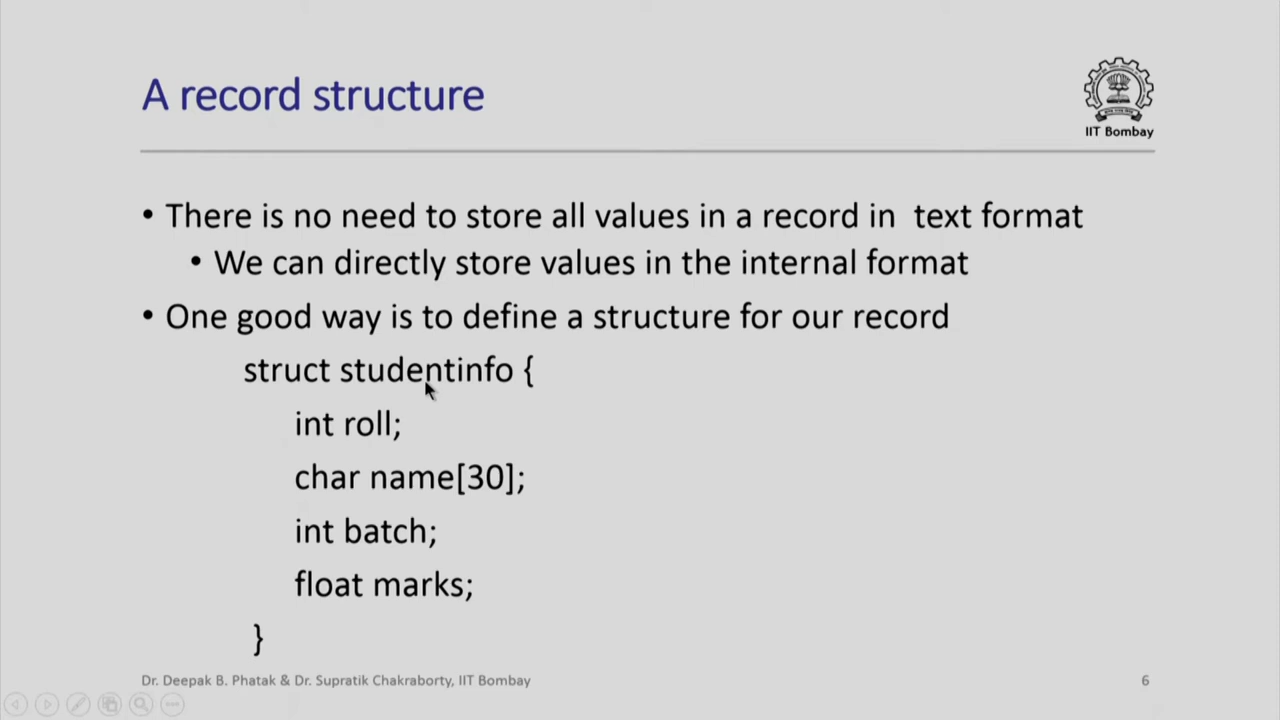 A record structure
IIT Bombay
• There is no need to store all values in a record in text format
• We can directly store values in the internal format
• One good way is to define a structure for our record
struct studentinfo {
int roll;
char name[30];
int batch;
float marks;
}
Dr. Deepak B. Phatak & Dr. Supratik Chakraborty, IIT Bombay
6